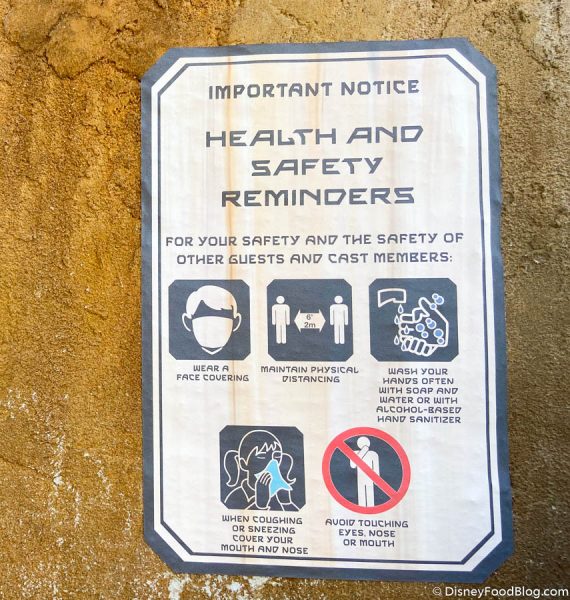 IMPORTANT NOTICE
HEALTH AND
SAFETY
REMINDERS
FOR YOUR SAFETY AND THE SAFETY OF
OTHER GUESTS AND CAST MEMBERS:
6'
2m
WEAR A
FACE COVERING
MAINTAIN PHYSICAL
DISTANCING
WASH YOUR
HANDS OFTEN
WITH SOAP AND
WATER OR WITH
ALCOHOL-BASED
HAND SANITIZER
WHEN COUGHING
OR SNEEZING
COVER YOUR
MOUTH AND NOSE
AVOID TOUCHING
EYES, NOSE
OR MOUTH
© DisneyFoodBlog.com